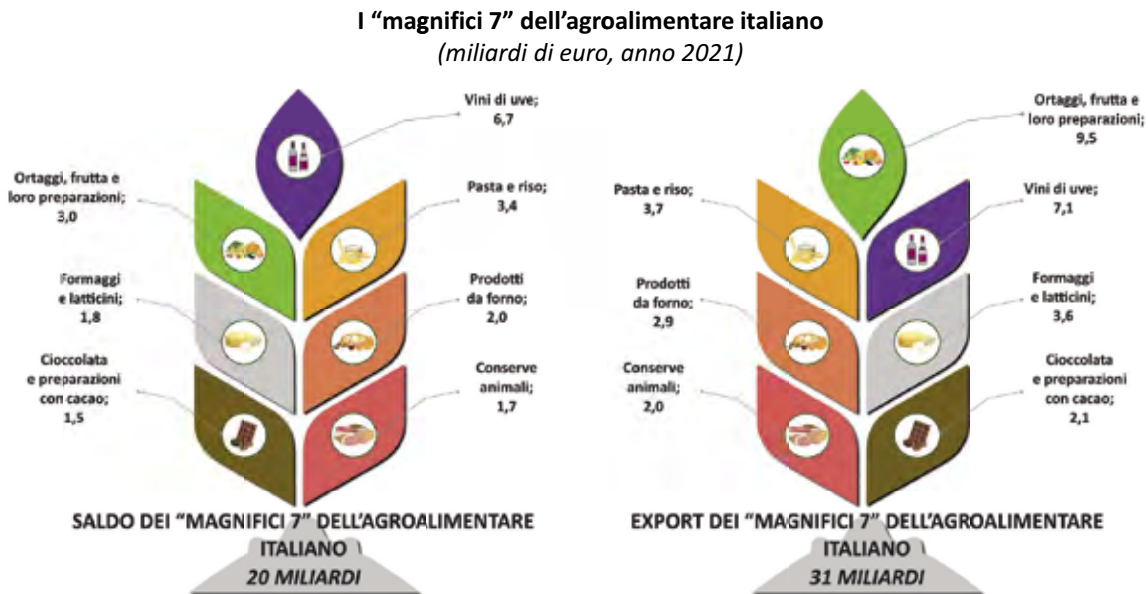 I “magnifici 7” dell’agroalimentare italiano
(miliardi di euro, anno 2021)
Vini di uve;
6,7
Ortaggi, frutta e
loro preparazioni;
3,0
Pasta e riso;
3,4
Formaggi
e latticini;
1,8
Prodotti
da forno;
2,0
Cioccolata
e preparazioni
con cacao;
1,5
Conserve
animali;
1,7
SALDO DEI “MAGNIFICI 7” DELL’AGROALIMENTARE
ITALIANO
20 MILIARDI
Ortaggi, frutta e
loro preparazioni;
9,5
Pasta e riso;
3,7
Vini di uve;
7,1
Prodotti
da forno;
2,9
Formaggi
e latticini;
3,6
Conserve
animali;
2,0
Cioccolata
e preparazioni
con cacao;
2,1
EXPORT DEI “MAGNIFICI 7” DELL’AGROALIMENTARE
ITALIANO
31 MILIARDI